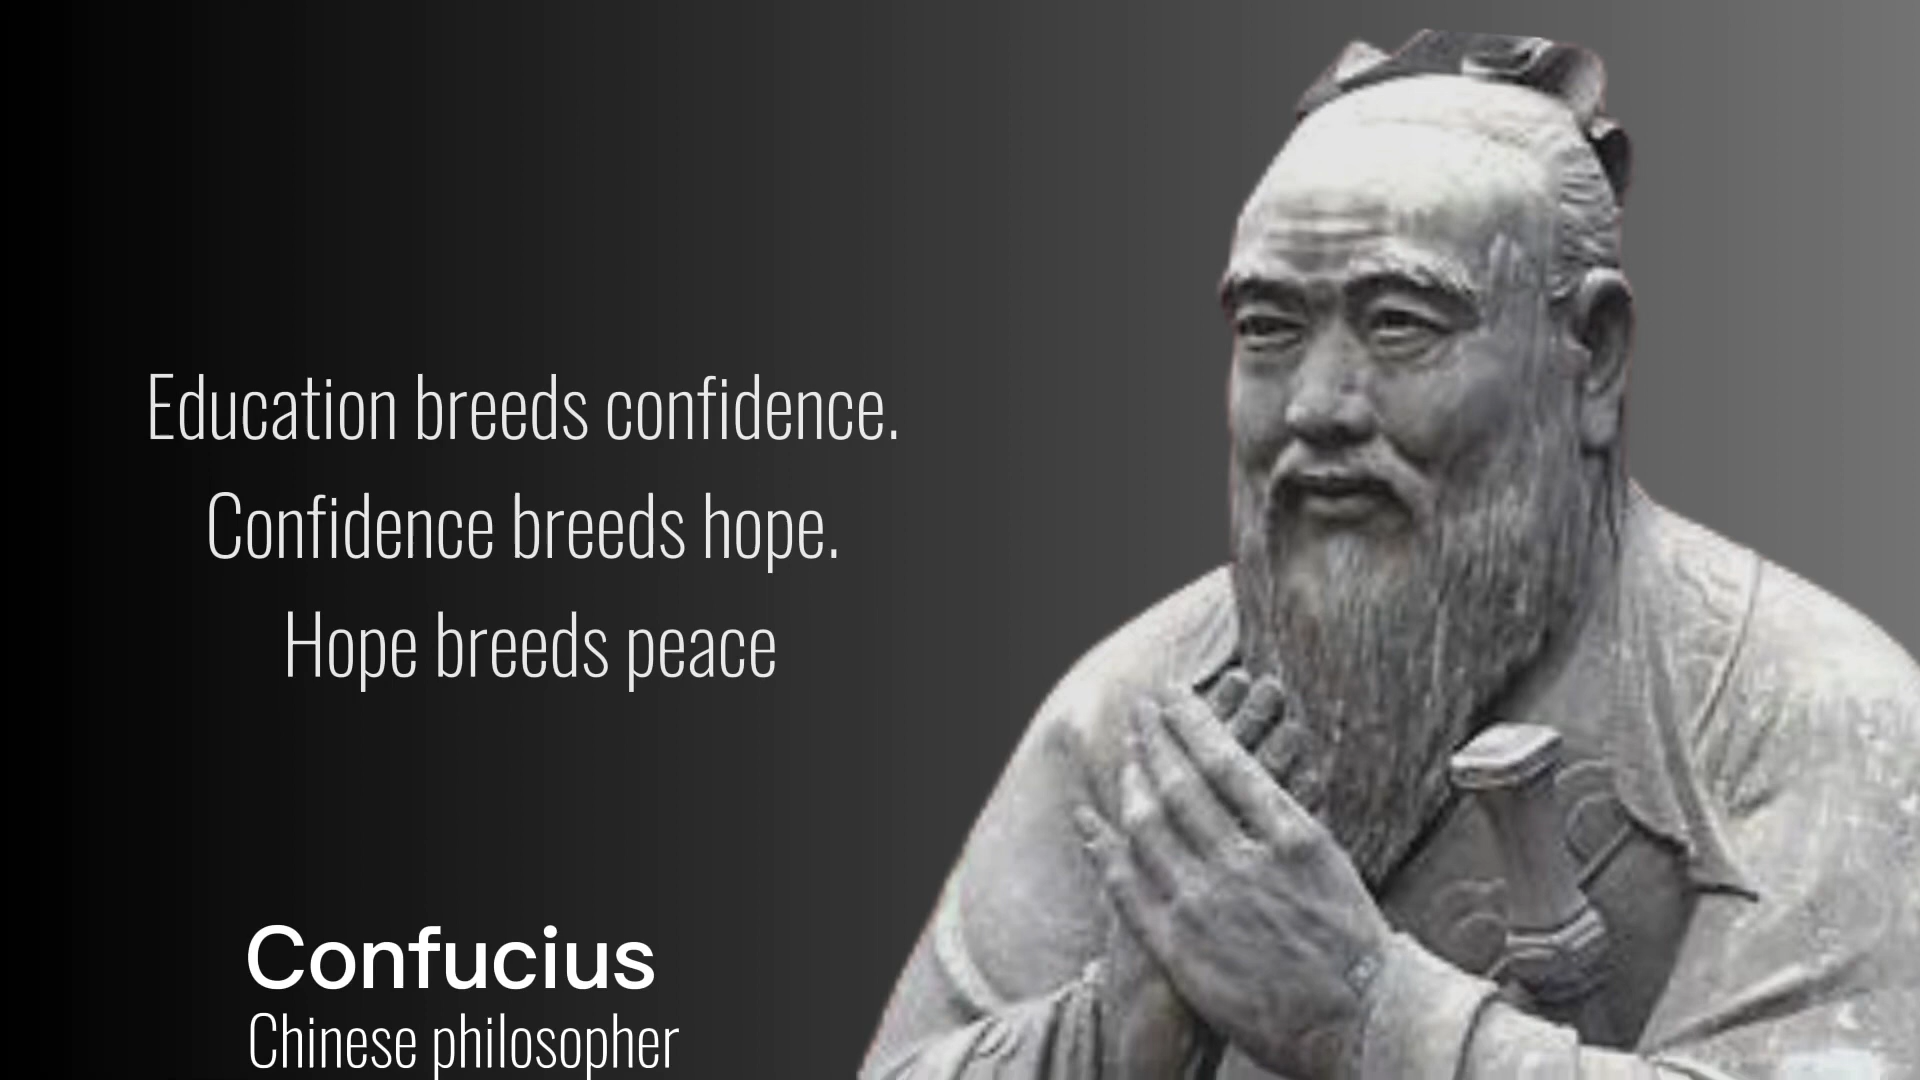 Education breeds confidence.
Confidence breeds hope.
Hope breeds peace
Confucius
Chinese philosopher